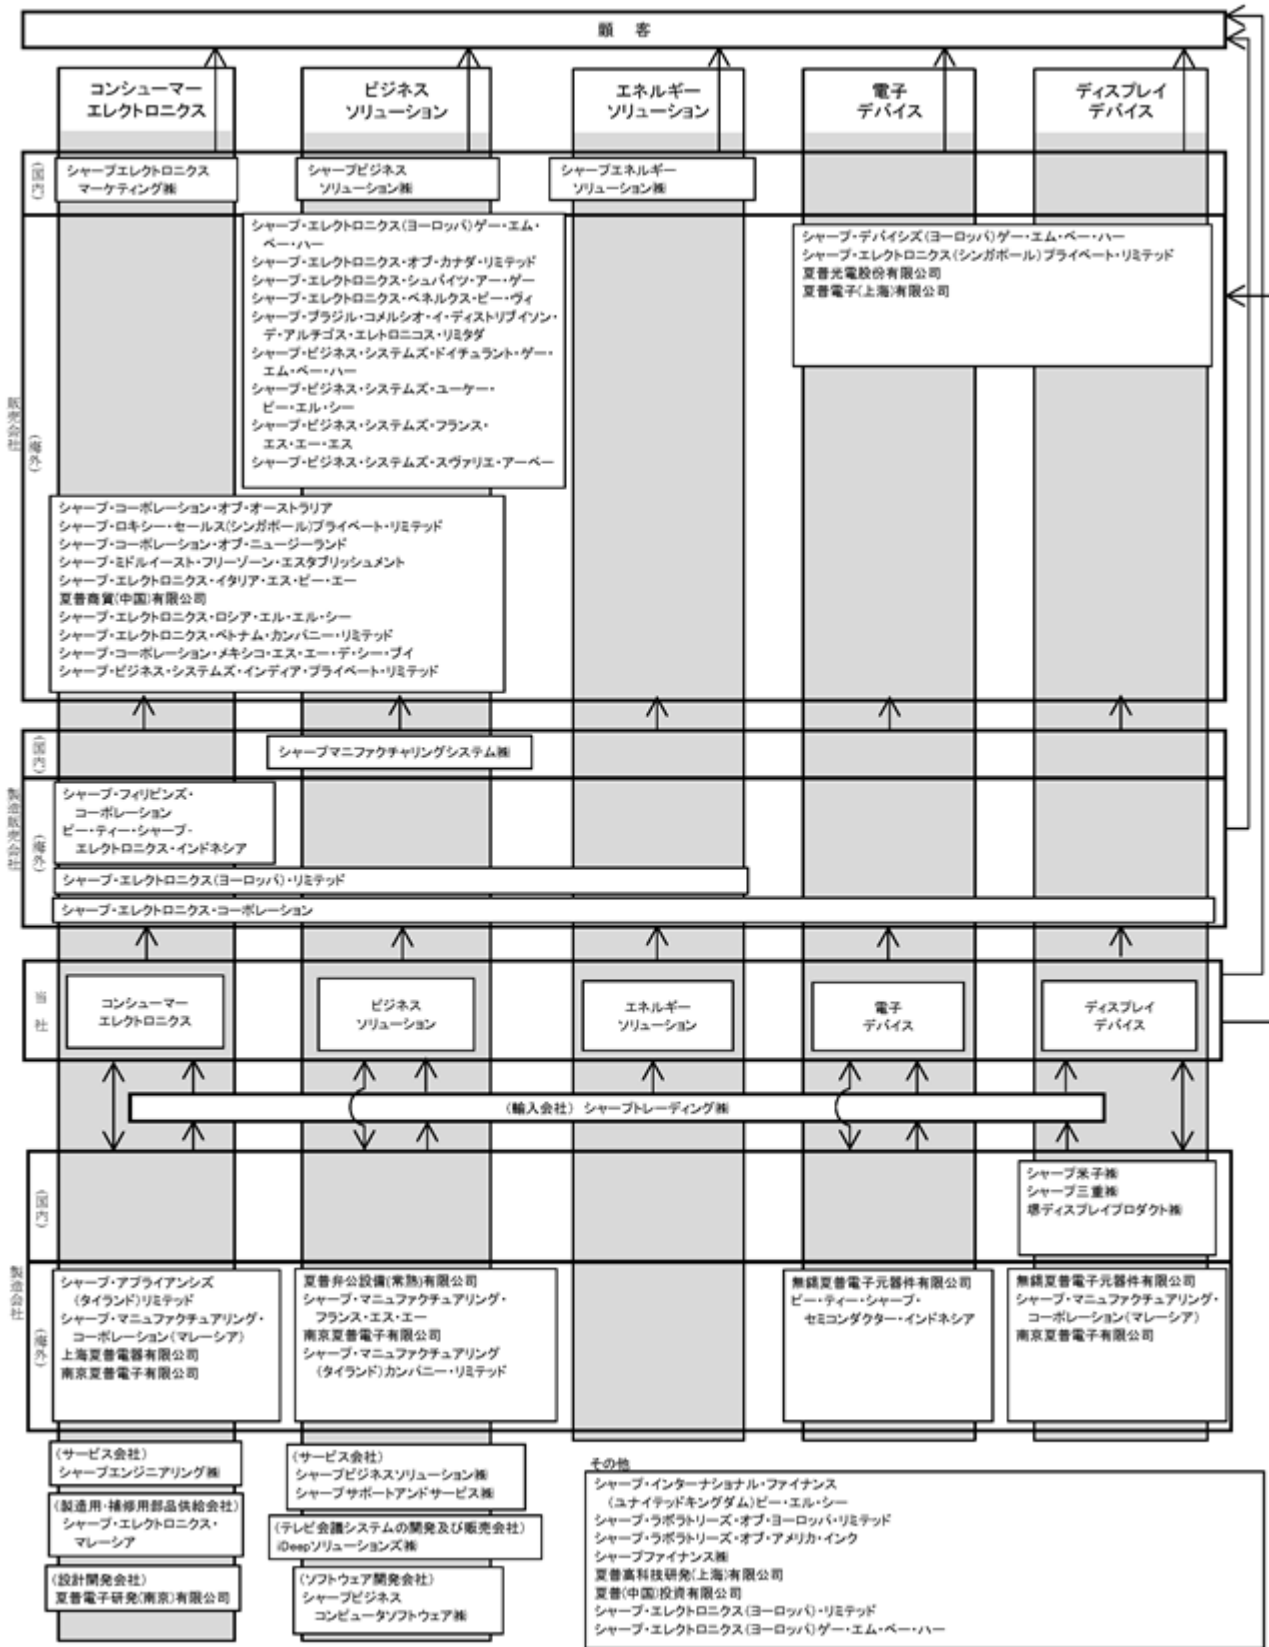 顧　客
コンシューマー
エレクトロニクス
ビジネス
ソリューション
エネルギー
ソリューション
電子
デバイス
ディスプレイ
デバイス
販売会社
(国内)
シャープエレクトロニクス
マーケティング㈱
シャープビジネス
ソリューション㈱
シャープエネルギー
ソリューション㈱
(海外)
シャープ・エレクトロニクス(ヨーロッパ)ゲー・エム・
ベー・ハー
シャープ・エレクトロニクス・オブ・カナダ・リミテッド
シャープ・エレクトロニクス・シュバイツ・アー・ゲー
シャープ・エレクトロニクス・ベネルクス・ビー・ヴィ
シャープ・ブラジル・コメルシオ・イ・ディストリブイソン・
デ・アルチゴス・エレトロニコス・リミタダ
シャープ・ビジネス・システムズ・ドイチュラント・ゲー・
エム・ベー・ハー
シャープ・ビジネス・システムズ・ユーケー・
ピー・エル・シー
シャープ・ビジネス・システムズ・フランス・
エス・エー・エス
シャープ・ビジネス・システムズ・スヴァリエ・アーベー
シャープ・デバイシズ(ヨーロッパ)ゲー・エム・ベー・ハー
シャープ・エレクトロニクス(シンガポール)プライベート・リミテッド
夏普光電股份有限公司
夏普電子(上海)有限公司
シャープ・コーポレーション・オブ・オーストラリア
シャープ・ロキシー・セールス(シンガポール)プライベート・リミテッド
シャープ・コーポレーション・オブ・ニュージーランド
シャープ・ミドルイースト・フリーゾーン・エスタブリッシュメント
シャープ・エレクトロニクス・イタリア・エス・ピー・エー
夏普商貿(中国)有限公司
シャープ・エレクトロニクス・ロシア・エル・エル・シー
シャープ・エレクトロニクス・ベトナム・カンパニー・リミテッド
シャープ・コーポレーション・メキシコ・エス・エー・デ・シー・ブイ
シャープ・ビジネス・システムズ・インディア・プライベート・リミテッド
製造販売会社
(国内)
シャープマニファクチャリングシステム㈱
(海外)
シャープ・フィリピンズ・
コーポレーション
ピー・ティー・シャープ・
エレクトロニクス・インドネシア
シャープ・エレクトロニクス(ヨーロッパ)・リミテッド
シャープ・エレクトロニクス・コーポレーション
当社
コンシューマー
エレクトロニクス
ビジネス
ソリューション
エネルギー
ソリューション
電子
デバイス
ディスプレイ
デバイス
(輸入会社) シャープトレーディング㈱
製造会社
(国内)
シャープ米子㈱
シャープ三重㈱
堺ディスプレイプロダクト㈱
(海外)
シャープ・アプライアンシズ
(タイランド)リミテッド
シャープ・マニュファクチュアリング・
コーポレーション(マレーシア)
上海夏普電器有限公司
南京夏普電子有限公司
夏普弁公設備(常熟)有限公司
シャープ・マニュファクチュアリング・
フランス・エス・エー
南京夏普電子有限公司
シャープ・マニュファクチュアリング
(タイランド)カンパニー・リミテッド
無錫夏普電子元器件有限公司
ピー・ティー・シャープ・
セミコンダクター・インドネシア
無錫夏普電子元器件有限公司
シャープ・マニュファクチュアリング・
コーポレーション(マレーシア)
南京夏普電子有限公司
(サービス会社)
シャープエンジニアリング㈱
(製造用・補修用部品供給会社)
シャープ・エレクトロニクス・
マレーシア
(設計開発会社)
夏普電子研発(南京)有限公司
(サービス会社)
シャープビジネスソリューション㈱
シャープサポートアンドサービス㈱
(テレビ会議システムの開発及び販売会社)
iDeepソリューションズ㈱
(ソフトウェア開発会社)
シャープビジネス
コンピュータソフトウェア㈱
その他
シャープ・インターナショナル・ファイナンス
(ユナイテッドキングダム)ピー・エル・シー
シャープ・ラボラトリーズ・オブ・ヨーロッパ・リミテッド
シャープ・ラボラトリーズ・オブ・アメリカ・インク
シャープファイナンス㈱
夏普高科技研発(上海)有限公司
夏普(中国)投資有限公司
シャープ・エレクトロニクス(ヨーロッパ)・リミテッド
シャープ・エレクトロニクス(ヨーロッパ)ゲー・エム・ベー・ハー